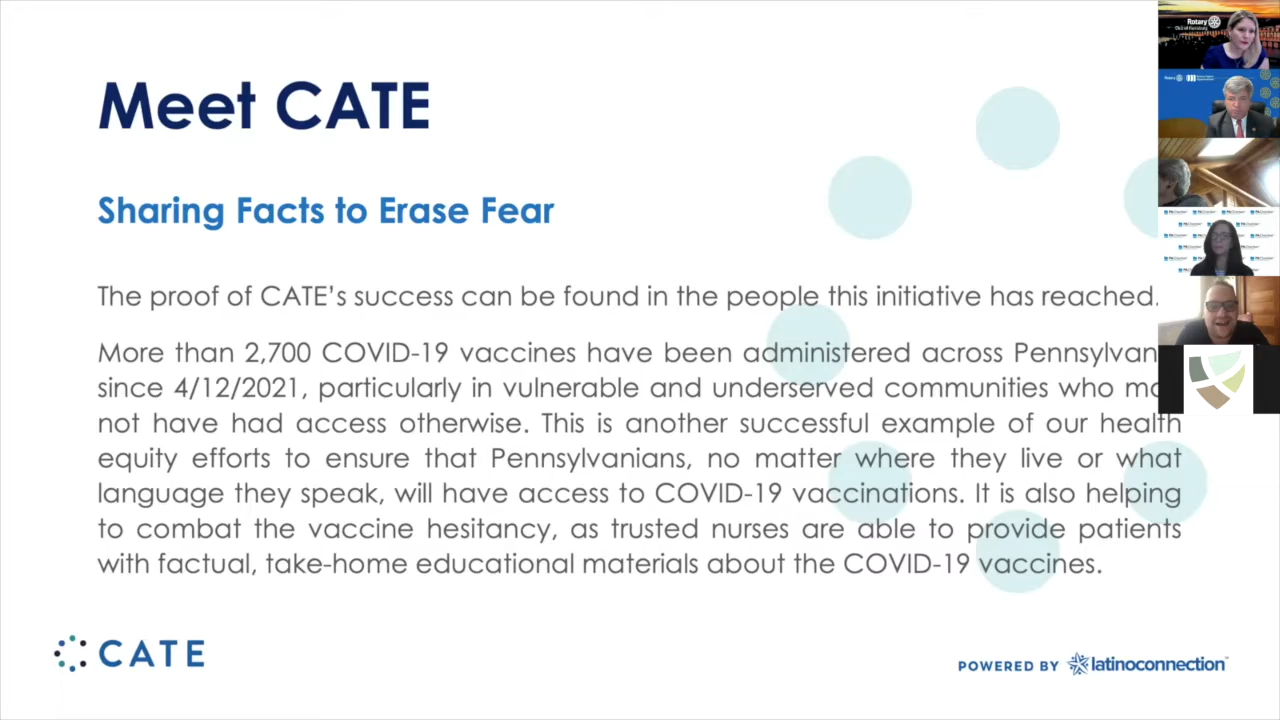 Meet CATE
Sharing Facts to Erase Fear
The proof of CATE's success can be found in the people this initiative has reached.
More than 2,700 COVID-19 vaccines have been administered across Pennsylvan
since 4/12/2021, particularly in vulnerable and underserved communities who
not have had access otherwise. This is another successful example of our health
equity efforts to ensure that Pennsylvanians, no matter where they live or what
language they speak, will have access to COVID-19 vaccinations. It is also helping
to combat the vaccine hesitancy, as trusted nurses are able to provide patients
with factual, take-home educational materials about the COVID-19 vaccines.
CATE
POWERED BY latinoconnection
Rotary
Rotary